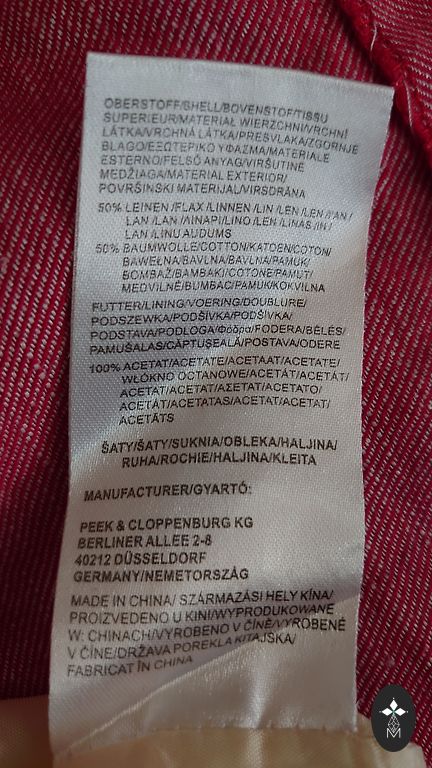 OBERSTOFF/SHELL/BOVENSTOF/TISSU
SUPERIEUR/MATERIAŁ WIERZCHNI/VRCHNÍ
LÁTKA/VRCHNÁ LÁTKA/PRESVLAKA/ZGORNJE
BLAGO/ΕΞΩΤΕΡΙΚΟ ΥΦΑΣΜΑ/MATERIALE
ESTERNO/FELSŐ ANYAG/VIRŠUTINĖ
MEDŽIAGA/MATERIAL EXTERIOR/
POVRŠINSKI MATERIJAL/VIRSDRĀNA
50% LEINEN /FLAX /LINNEN /LIN /LEN /LEN /ĽAN /
LAN /LAN /ΛΙΝΑΡΙ/LINO /LEN /LINAS /IN /
LAN /LINU AUDUMS
50% BAUMWOLLE/COTTON/KATOEN/COTON/
BAWEŁNA/BAVLNA/BAVLNA/PAMUK/
BOMBAŽ/ΒΑΜΒΑΚΙ/COTONE/PAMUT/
MEDVILNĖ/BUMBAC/PAMUK/KOKVILNA
FUTTER/LINING/VOERING/DOUBLURE/
PODSZEWKA/PODŠÍVKA/PODŠÍVKA/
PODSTAVA/PODLOGA/Φόδρα/FODERA/BÉLÉS/
PAMUŠALAS/CĂPTUŞEALĂ/POSTAVA/ODERE
100% ACETAT/ACETATE/ACETAAT/ACETATE/
WŁÓKNO OCTANOWE/ACETÁT/ACETÁT/
ACETAT/ACETAT/ΑΣΕΤΑΤ/ACETATO/
ACETÁT/ACETATAS/ACETAT/ACETAT/
ACETĀTS
ŠATY/ŠATY/SUKNIA/OBLEKA/HALJINA/
RUHA/ROCHIE/HALJINA/KLEITA
MANUFACTURER/GYARTÓ:
PEEK & CLOPPENBURG KG
BERLINER ALLEE 2-8
40212 DÜSSELDORF
GERMANY/NEMETORSZÁG
MADE IN CHINA/ SZÁRMAZÁSI HELY KÍNA/
PROIZVEDENO U KINI/WYPRODUKOWANE
W: CHINACH/VYROBENO V ČÍNĚ/VYROBENÉ
V ČÍNE/DRŽAVA POREKLA KITAJSKA/
FABRICAT ÎN CHINA
M